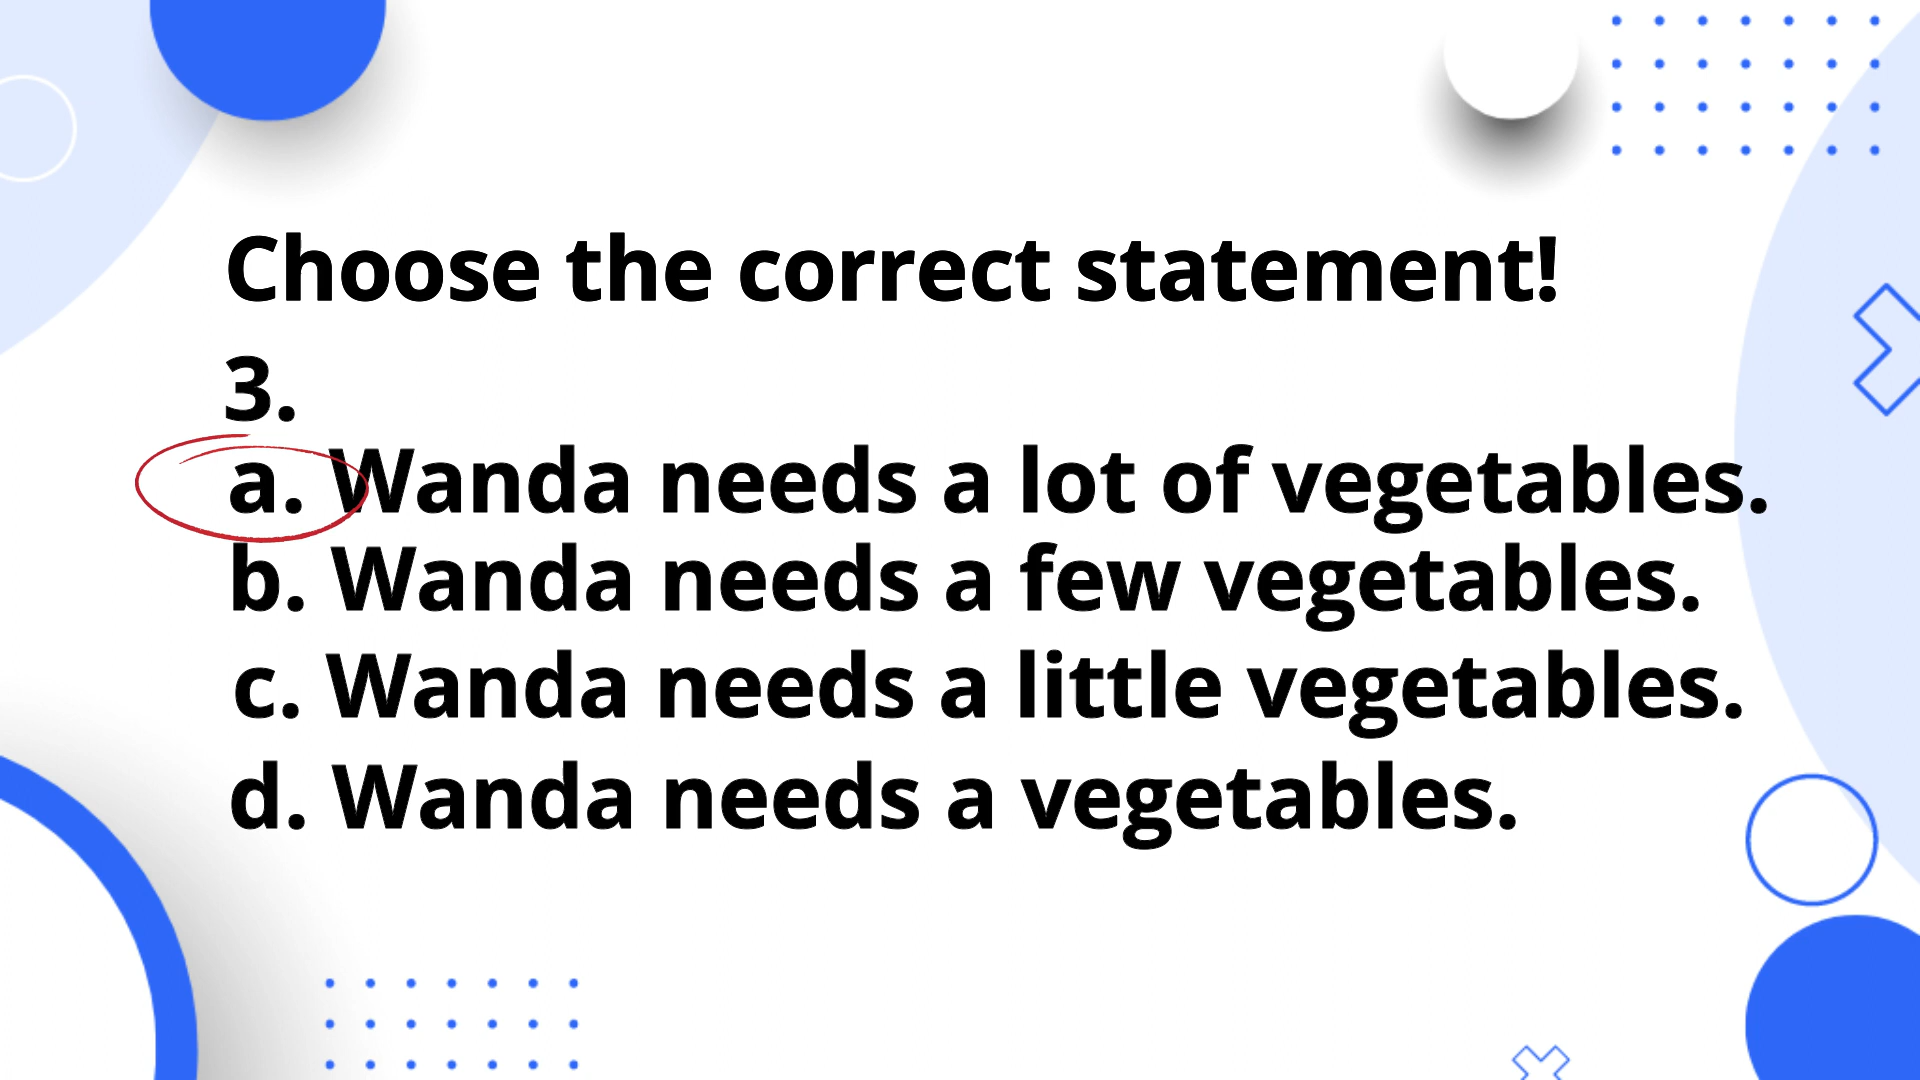 Choose the correct statement!
3.
a. Wanda needs a lot of vegetables.
b. Wanda needs a few vegetables.
c. Wanda needs a little vegetables.
d. Wanda needs a vegetables.